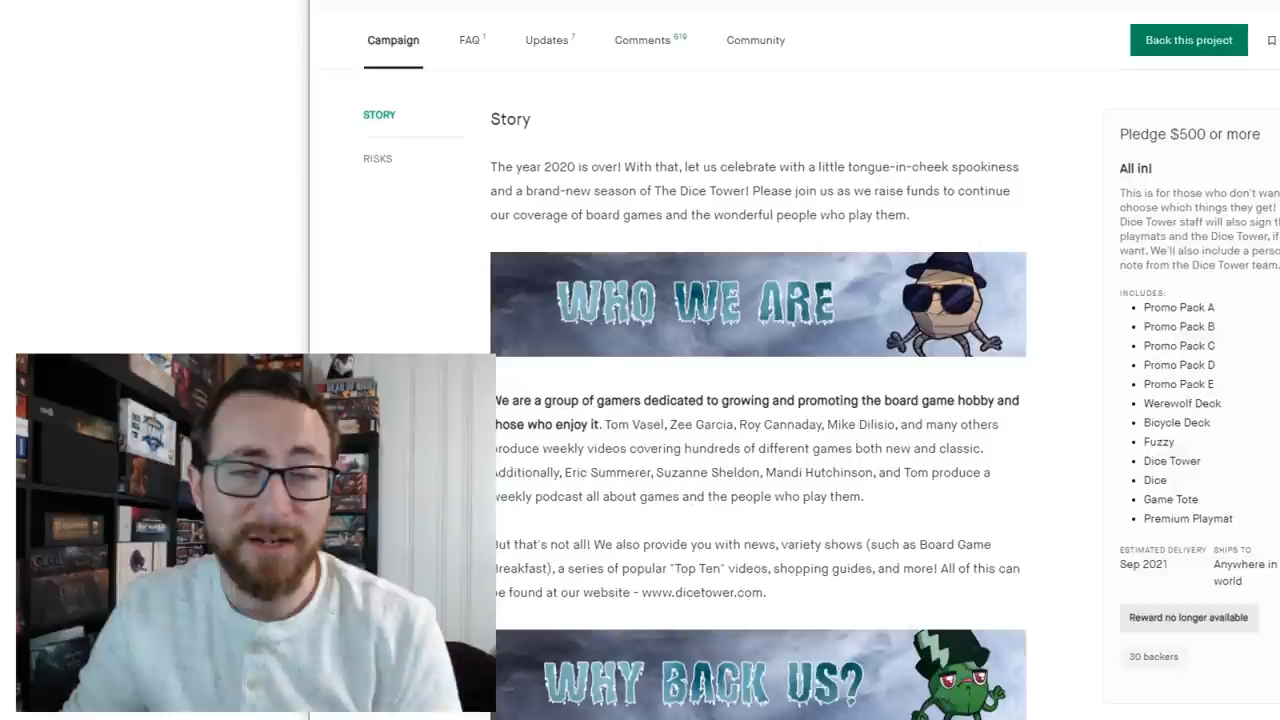 Campaign FAQ 1 Updates 7 Comments 619 Community Back this project
STORY
RISKS
Story
The year 2020 is over! With that, let us celebrate with a little tongue-in-cheek spookiness
and a brand-new season of The Dice Tower! Please join us as we raise funds to continue
our coverage of board games and the wonderful people who play them.
WHO WE ARE
We are a group of gamers dedicated to growing and promoting the board game hobby and
those who enjoy it. Tom Vasel, Zee Garcia, Roy Cannaday, Mike Dilisio, and many others
produce weekly videos covering hundreds of different games both new and classic.
Additionally, Eric Summerer, Suzanne Sheldon, Mandi Hutchinson, and Tom produce a
weekly podcast all about games and the people who play them.
But that's not all! We also provide you with news, variety shows (such as Board Game
Breakfast), a series of popular "Top Ten" videos, shopping guides, and more! All of this can
be found at our website - www.dicetower.com.
WHY BACK US?
Pledge $500 or more
All in!
This is for those who don't wan
choose which things they get!
Dice Tower staff will also sign th
playmats and the Dice Tower, if
want. We'll also include a perso
note from the Dice Tower team.
INCLUDES:
Promo Pack A
Promo Pack B
Promo Pack C
Promo Pack D
Promo Pack E
Werewolf Deck
Bicycle Deck
Fuzzy
Dice Tower
Dice
Game Tote
Premium Playmat
ESTIMATED DELIVERY SHIPS TO
Sep 2021 Anywhere in
world
Reward no longer available
30 backers